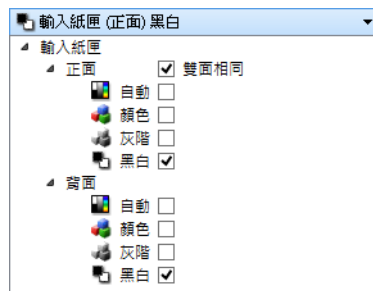 輸入紙匣 (正面) 黑白
輸入紙匣
正面 雙面相同
自動
顏色
灰階
黑白
背面
自動
顏色
灰階
黑白